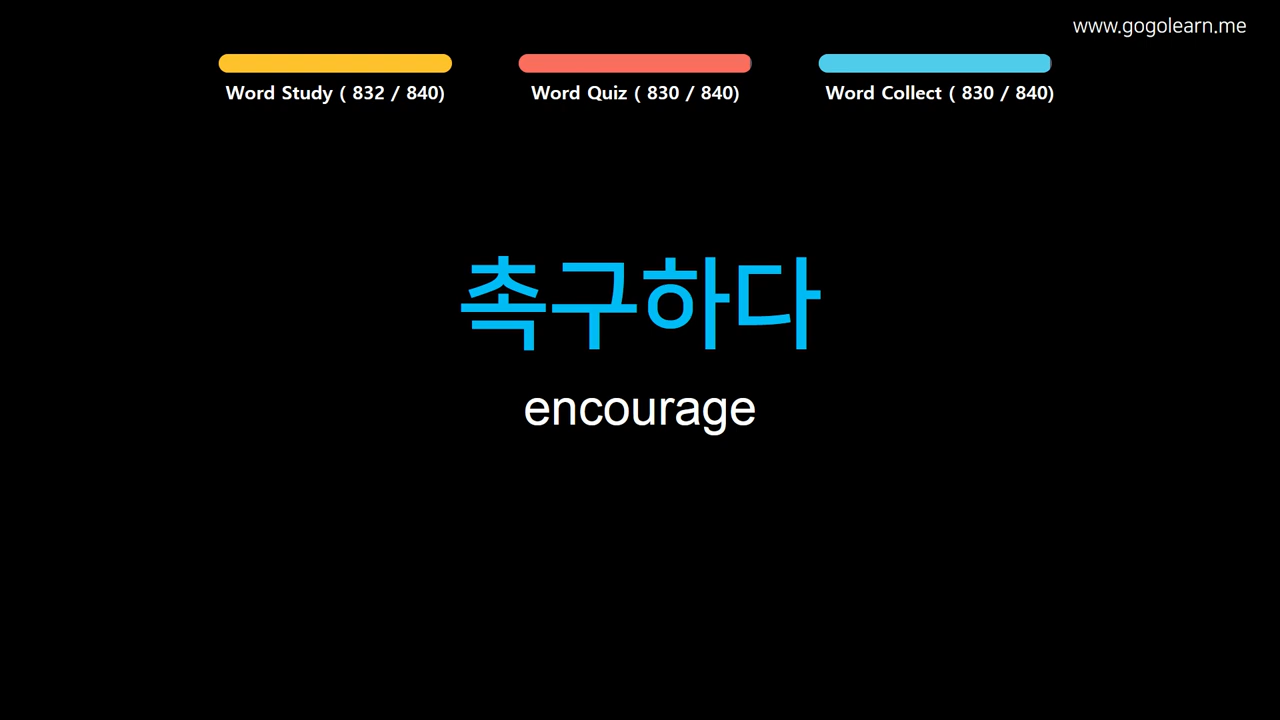 www.gogolearn.me
Word Study ( 832 / 840)
Word Quiz ( 830 / 840)
Word Collect ( 830 / 840)
촉구하다
encourage